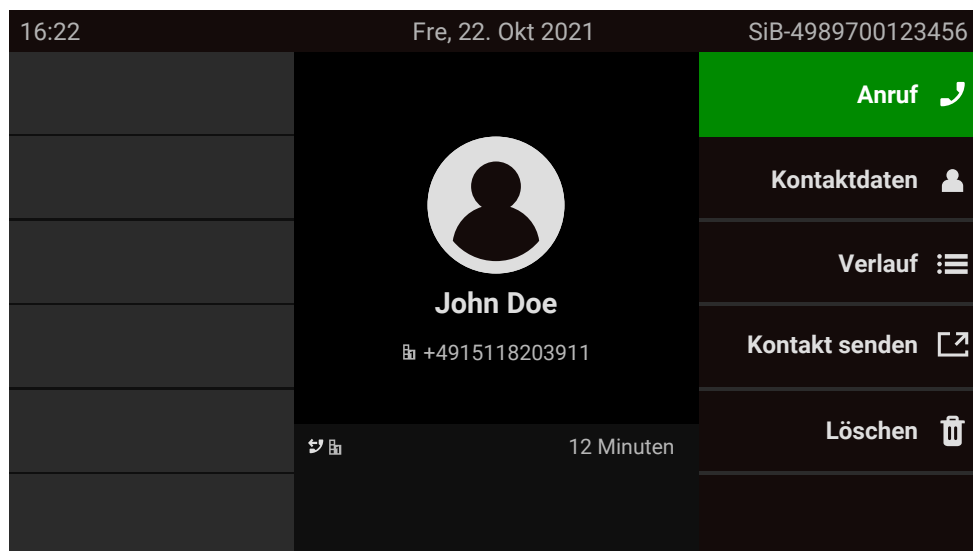 16:22 Fre, 22. Okt 2021 SiB-4989700123456
Anruf
Kontaktdaten
Verlauf
John Doe
+4915118203911
Kontakt senden
Löschen
12 Minuten